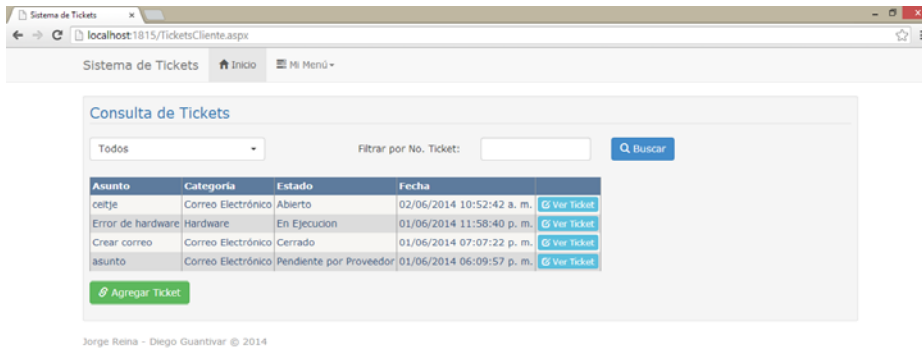 Sistema de Tickets
localhost:1815/TicketsCliente.aspx
Sistema de Tickets Inicio Mi Menú
Consulta de Tickets
Todos Filtrar por No. Ticket: Buscar
Asunto Categoría Estado Fecha
ceitje Correo Electrónico Abierto 02/06/2014 10:52:42 a. m. Ver Ticket
Error de hardware Hardware En Ejecucion 01/06/2014 11:58:40 p. m. Ver Ticket
Crear correo Correo Electrónico Cerrado 01/06/2014 07:07:22 p. m. Ver Ticket
asunto Correo Electrónico Pendiente por Proveedor 01/06/2014 06:09:57 p. m. Ver Ticket
Agregar Ticket
Jorge Reina - Diego Guantivar © 2014